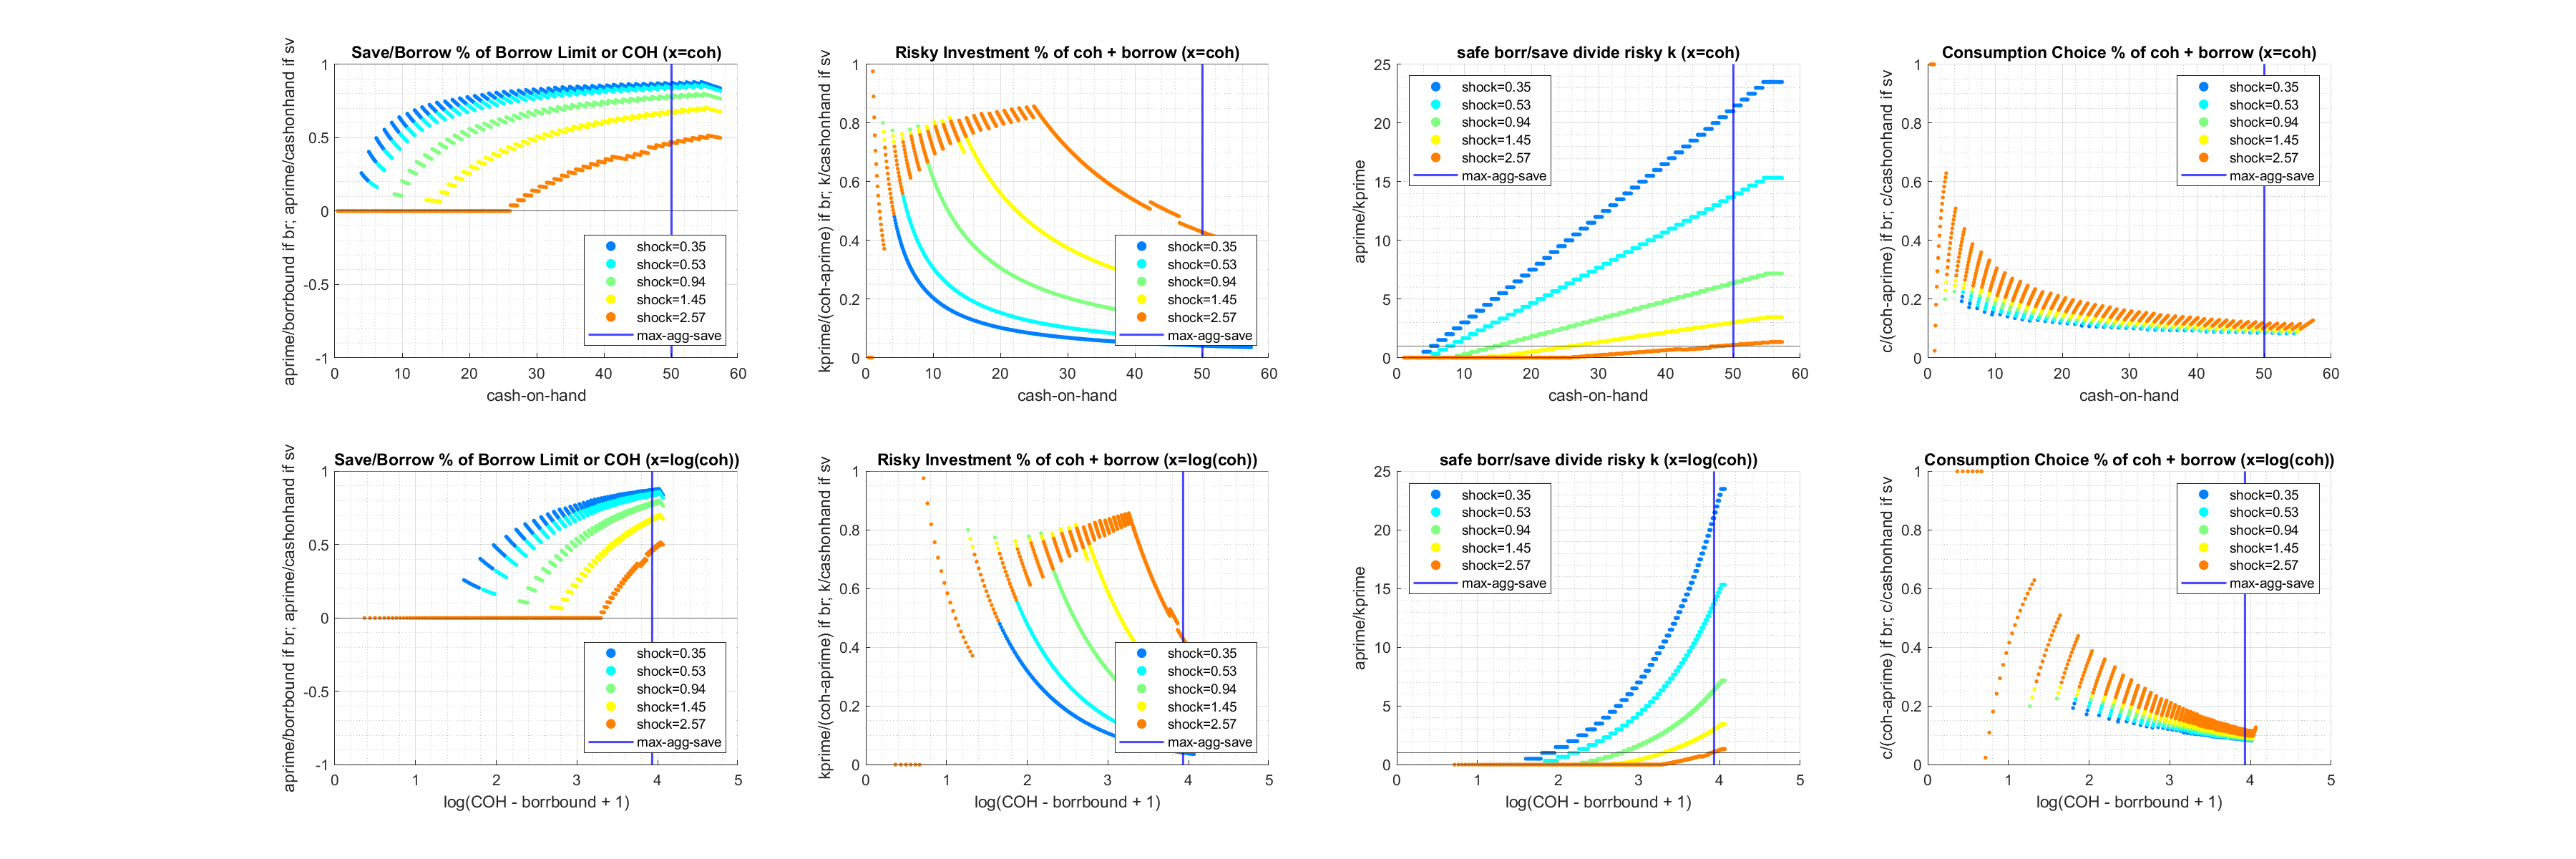 Save/Borrow % of Borrow Limit or COH (x=coh)
aprime/borrbound if br; aprime/cashonhand if sv
1
0.5
0
-0.5
-1
shock=0.35
shock=0.53
shock=0.94
shock=1.45
shock=2.57
max-agg-save
0 10 20 30 40 50 60
cash-on-hand
Risky Investment % of coh + borrow (x=coh)
kprime/(coh-aprime) if br; k/cashonhand if sv
1
0.8
0.6
0.4
0.2
0
shock=0.35
shock=0.53
shock=0.94
shock=1.45
shock=2.57
max-agg-save
0 10 20 30 40 50 60
cash-on-hand
safe borr/save divide risky k (x=coh)
aprime/kprime
25
20
15
10
5
0
shock=0.35
shock=0.53
shock=0.94
shock=1.45
shock=2.57
max-agg-save
0 10 20 30 40 50 60
cash-on-hand
Consumption Choice % of coh + borrow (x=coh)
c/(coh-aprime) if br; c/cashonhand if sv
1
0.8
0.6
0.4
0.2
0
shock=0.35
shock=0.53
shock=0.94
shock=1.45
shock=2.57
max-agg-save
0 10 20 30 40 50 60
cash-on-hand
Save/Borrow % of Borrow Limit or COH (x=log(coh))
aprime/borrbound if br; aprime/cashonhand if sv
1
0.5
0
-0.5
-1
shock=0.35
shock=0.53
shock=0.94
shock=1.45
shock=2.57
max-agg-save
0 1 2 3 4 5
log(COH - borrbound + 1)
Risky Investment % of coh + borrow (x=log(coh))
kprime/(coh-aprime) if br; k/cashonhand if sv
1
0.8
0.6
0.4
0.2
0
shock=0.35
shock=0.53
shock=0.94
shock=1.45
shock=2.57
max-agg-save
0 1 2 3 4 5
log(COH - borrbound + 1)
safe borr/save divide risky k (x=log(coh))
aprime/kprime
25
20
15
10
5
0
shock=0.35
shock=0.53
shock=0.94
shock=1.45
shock=2.57
max-agg-save
0 1 2 3 4 5
log(COH - borrbound + 1)
Consumption Choice % of coh + borrow (x=log(coh))
c/(coh-aprime) if br; c/cashonhand if sv
1
0.8
0.6
0.4
0.2
0
shock=0.35
shock=0.53
shock=0.94
shock=1.45
shock=2.57
max-agg-save
0 1 2 3 4 5
log(COH - borrbound + 1)